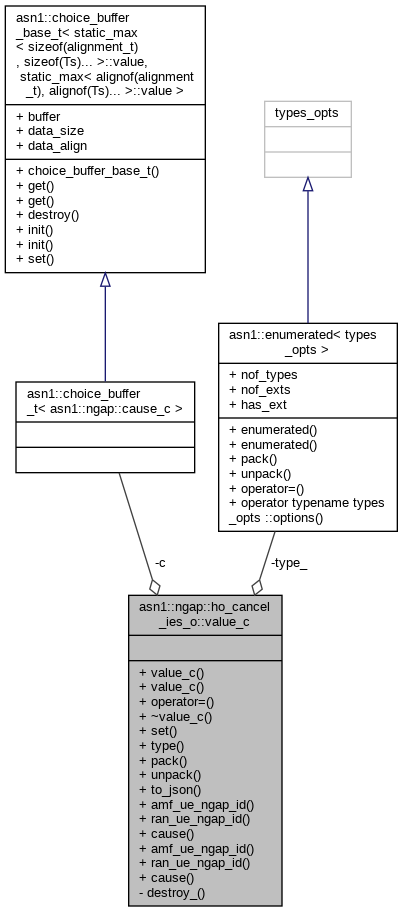 asn1::choice_buffer
_base_t< static_max
< sizeof(alignment_t)
, sizeof(Ts)... >::value,
static_max< alignof(alignment
_t), alignof(Ts)... >::value >
+ buffer
+ data_size
+ data_align
+ choice_buffer_base_t()
+ get()
+ get()
+ destroy()
+ init()
+ init()
+ set()
types_opts
asn1::enumerated< types
_opts >
+ nof_types
+ nof_exts
+ has_ext
+ enumerated()
+ enumerated()
+ pack()
+ unpack()
+ operator=()
+ operator typename types
_opts ::options()
asn1::choice_buffer
_t< asn1::ngap::cause_c >
-c
-type_
asn1::ngap::ho_cancel
_ies_o::value_c
+ value_c()
+ value_c()
+ operator=()
+ ~value_c()
+ set()
+ type()
+ pack()
+ unpack()
+ to_json()
+ amf_ue_ngap_id()
+ ran_ue_ngap_id()
+ cause()
+ amf_ue_ngap_id()
+ ran_ue_ngap_id()
+ cause()
- destroy_()